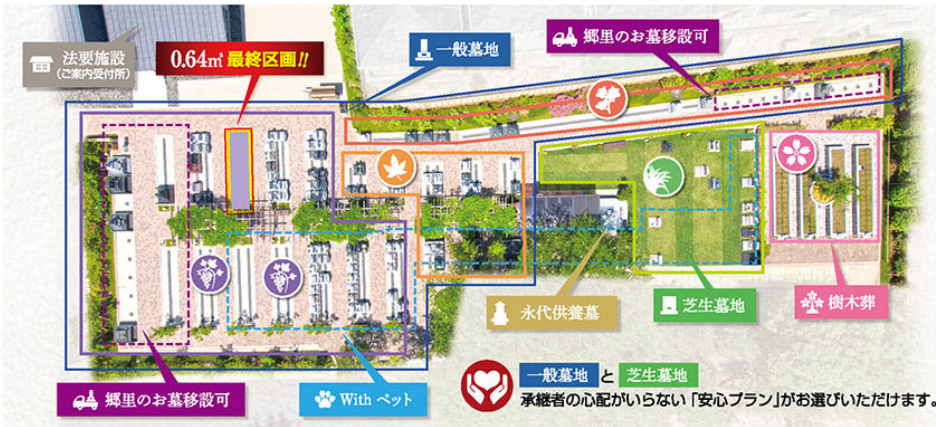 法要施設
(ご案内受付所)
0.64㎡ 最終区画!!
一般墓地
郷里のお墓移設可
永代供養墓
芝生墓地
樹木葬
郷里のお墓移設可
With ペット
一般墓地 と 芝生墓地
承継者の心配がいらない「安心プラン」がお選びいただけます。